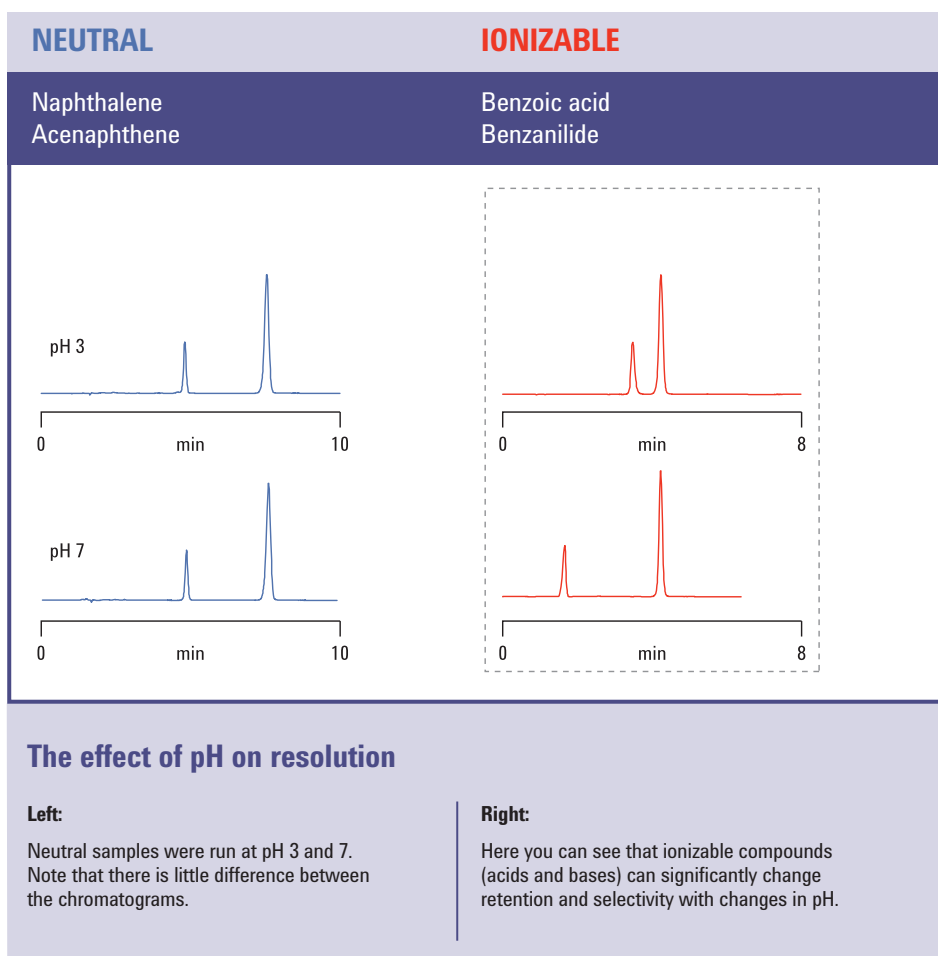 NEUTRAL
IONIZABLE
Naphthalene
Acenaphthene
Benzoic acid
Benzanilide
pH 3
0 min 10
0 min 8
pH 7
0 min 10
0 min 8
The effect of pH on resolution
Left:
Neutral samples were run at pH 3 and 7.
Note that there is little difference between
the chromatograms.
Right:
Here you can see that ionizable compounds
(acids and bases) can significantly change
retention and selectivity with changes in pH.